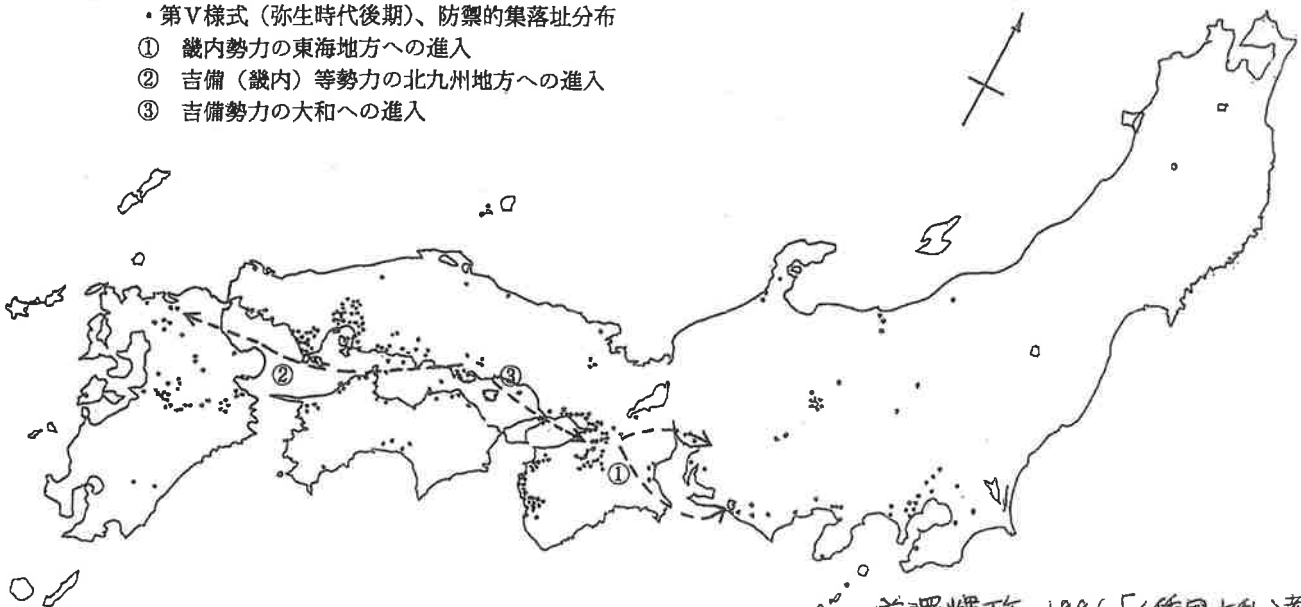 ・第Ⅴ様式（弥生時代後期）、防禦的集落址分布
① 畿内勢力の東海地方への進入
② 吉備（畿内）等勢力の北九州地方への進入
③ 吉備勢力の大和への進入
②
③
①